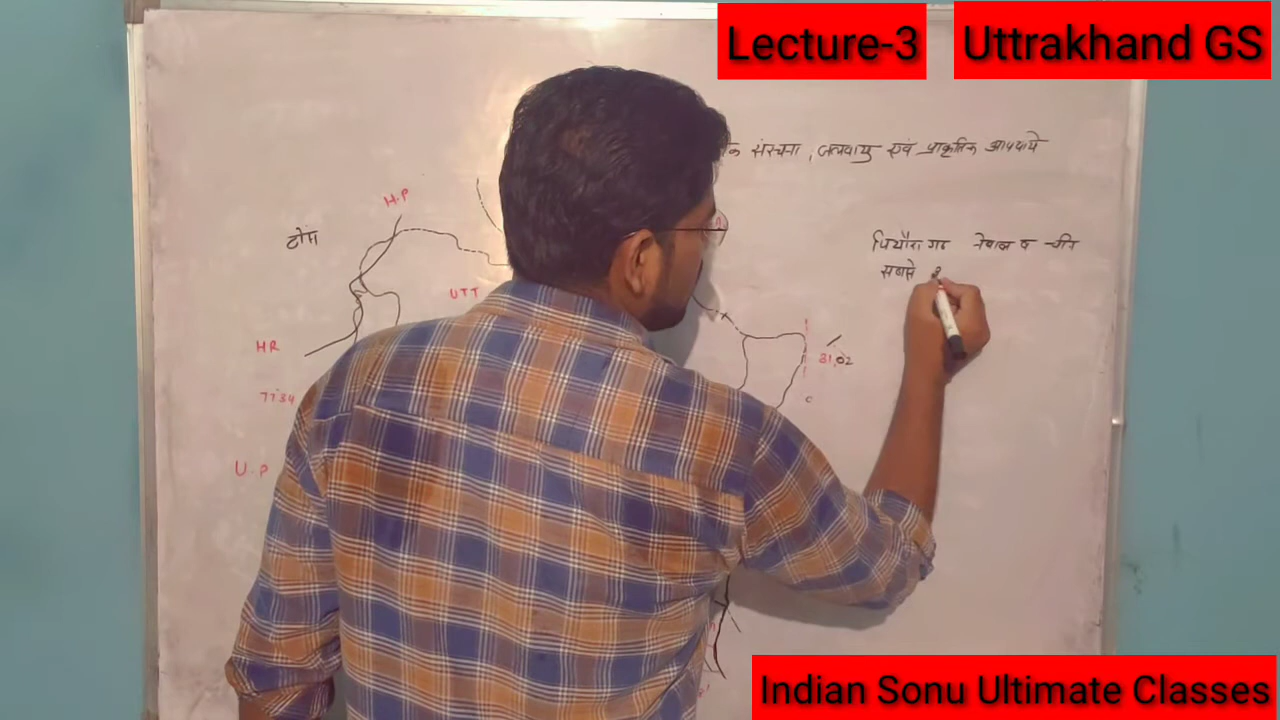 Lecture-3 Uttrakhand GS
संरचना , जलवायु एवं प्राकृतिक आपदाये
H.P
टोंस
पिथौरागढ नेपाल व चीन
सबसे
UTT
HR
31.02
7734
U.P
Indian Sonu Ultimate Classes